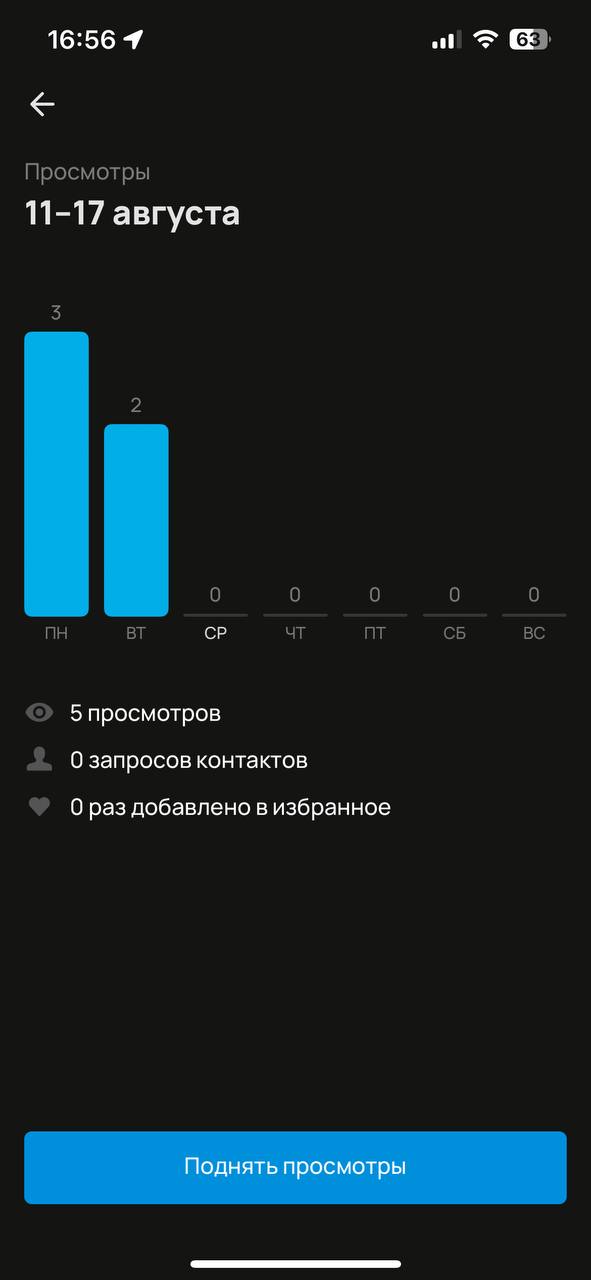 16:56
63
Просмотры
11–17 августа
3
2
0
0
0
0
0
ПН
ВТ
СР
ЧТ
ПТ
СБ
ВС
5 просмотров
0 запросов контактов
0 раз добавлено в избранное
Поднять просмотры